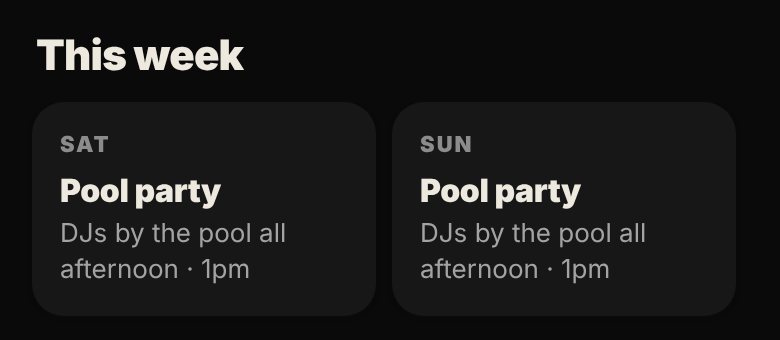 This week
SAT
Pool party
DJs by the pool all
afternoon · 1pm
SUN
Pool party
DJs by the pool all
afternoon · 1pm